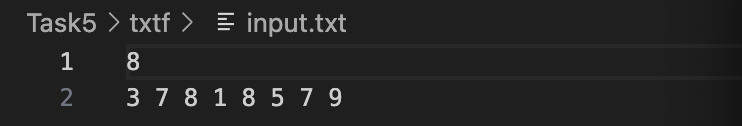 Task5 > txtf > input.txt
1 8
2 3 7 8 1 8 5 7 9